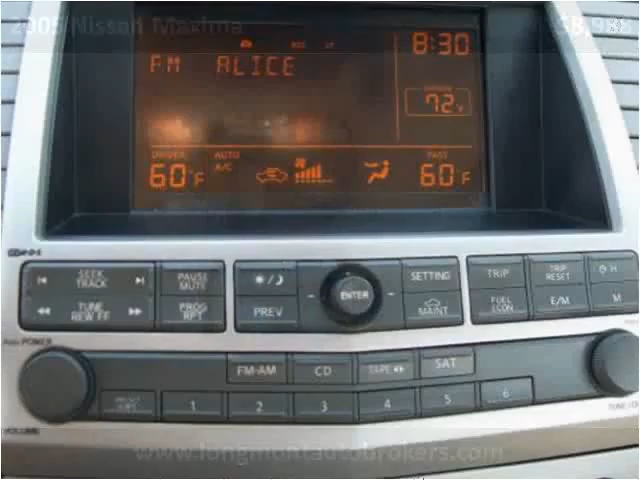 2005 Nissan Maxima
8:30
FM ALICE
72
DRIVER AUTO PASS
60°F A/C 60°F
SEEK TRACK PAUSE MUTE SETTING TRIP TRIP RESET H
TUNE REW FF PROG RPT PREV ENTER MAINT FUEL ECON E/M M
POWER
FM-AM CD TAPE SAT
1 2 3 4 5 6
VOLUME
www.longmontautobrokers.com